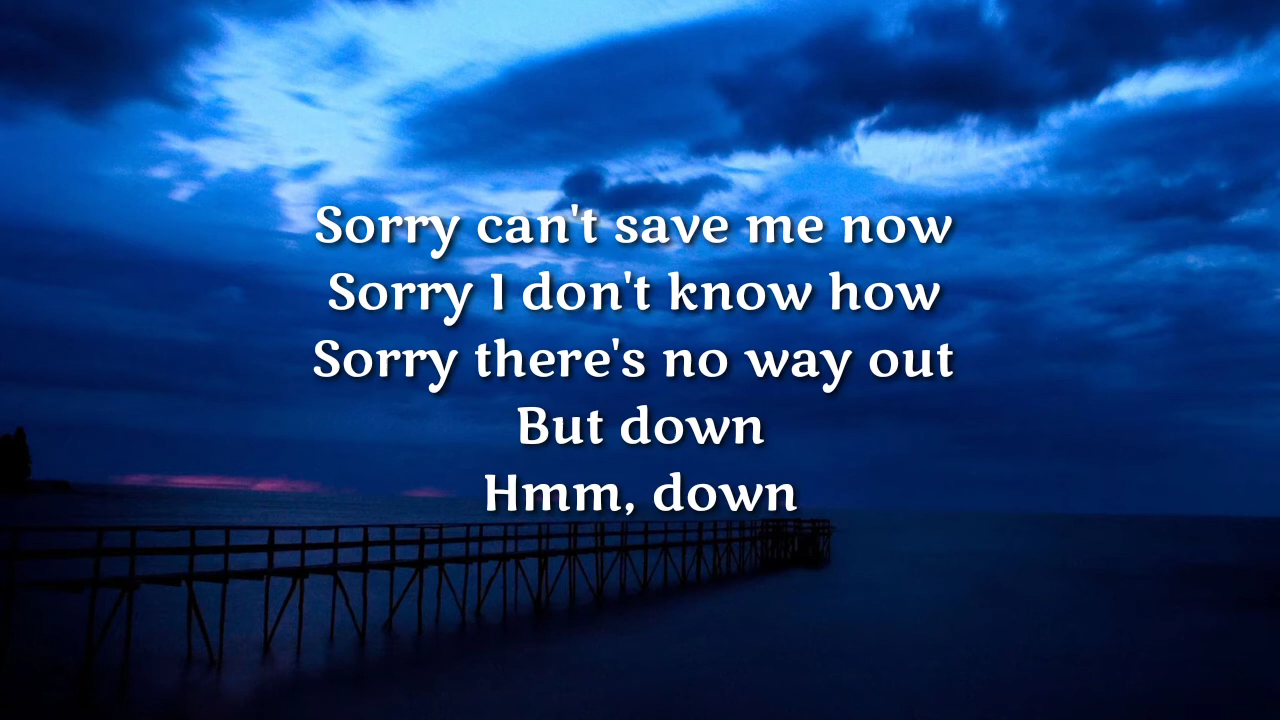 Sorry can't save me now
Sorry I don't know how
Sorry there's no way out
But down
Hmm, down